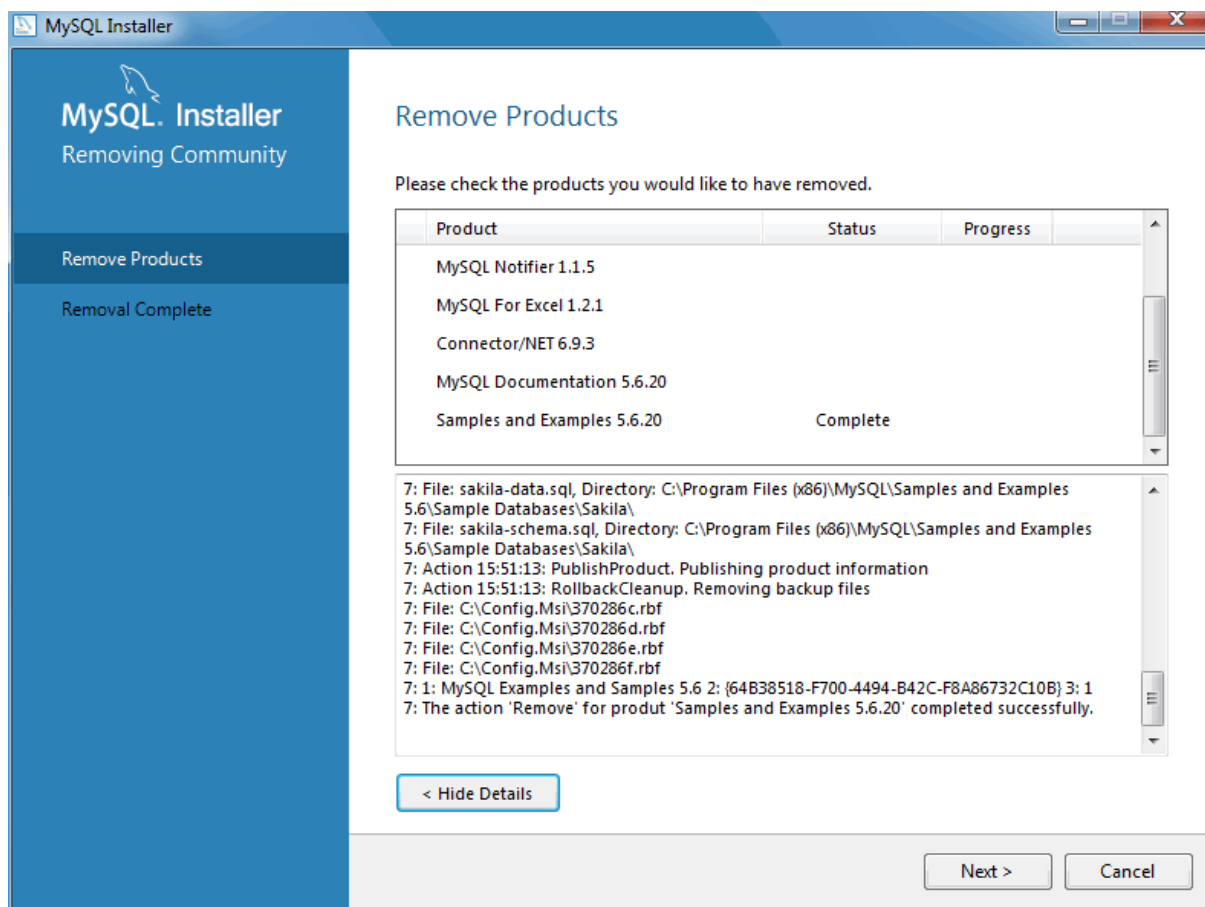 MySQL Installer
MySQL. Installer
Removing Community
Remove Products
Removal Complete
Remove Products
Please check the products you would like to have removed.
Product Status Progress
MySQL Notifier 1.1.5
MySQL For Excel 1.2.1
Connector/NET 6.9.3
MySQL Documentation 5.6.20
Samples and Examples 5.6.20 Complete
7: File: sakila-data.sql, Directory: C:\Program Files (x86)\MySQL\Samples and Examples
5.6\Sample Databases\Sakila\
7: File: sakila-schema.sql, Directory: C:\Program Files (x86)\MySQL\Samples and Examples
5.6\Sample Databases\Sakila\
7: Action 15:51:13: PublishProduct. Publishing product information
7: Action 15:51:13: RollbackCleanup. Removing backup files
7: File: C:\Config.Msi\370286c.rbf
7: File: C:\Config.Msi\370286d.rbf
7: File: C:\Config.Msi\370286e.rbf
7: File: C:\Config.Msi\370286f.rbf
7: 1: MySQL Examples and Samples 5.6 2: {64B38518-F700-4494-B42C-F8A86732C10B} 3: 1
7: The action 'Remove' for produt 'Samples and Examples 5.6.20' completed successfully.
< Hide Details
Next >
Cancel